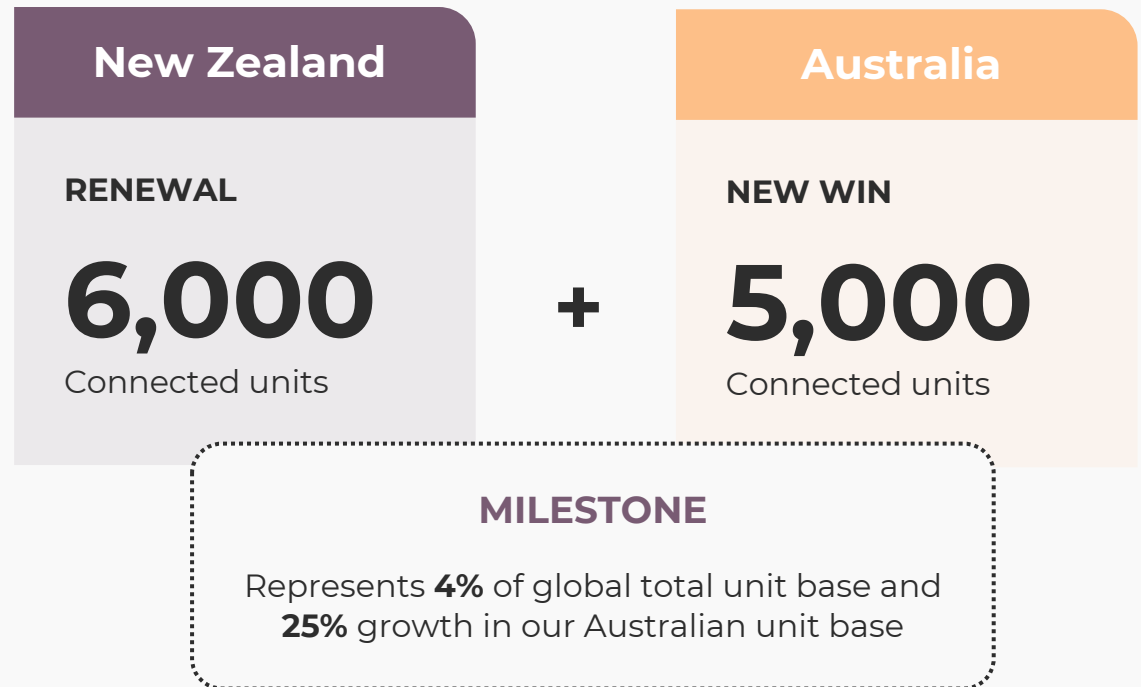 New Zealand
RENEWAL
6,000
Connected units
+
Australia
NEW WIN
5,000
Connected units
MILESTONE
Represents 4% of global total unit base and
25% growth in our Australian unit base